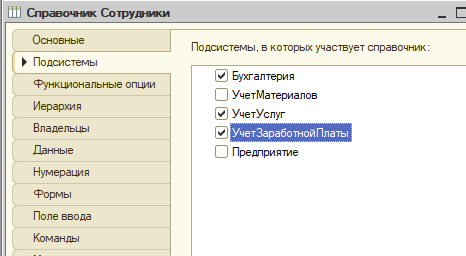 Справочник Сотрудники
Основные
Подсистемы
Функциональные опции
Иерархия
Владельцы
Данные
Нумерация
Формы
Поле ввода
Команды
Подсистемы, в которых участвует справочник:
Бухгалтерия
УчетМатериалов
УчетУслуг
УчетЗаработнойПлаты
Предприятие